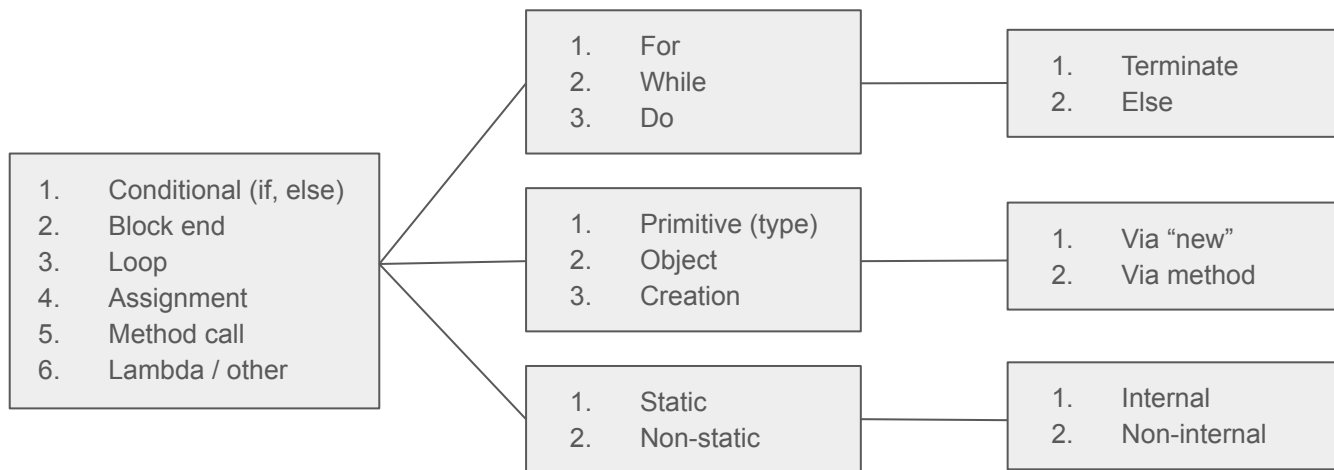 1. Conditional (if, else)
2. Block end
3. Loop
4. Assignment
5. Method call
6. Lambda / other
1. For
2. While
3. Do
1. Terminate
2. Else
1. Primitive (type)
2. Object
3. Creation
1. Via “new”
2. Via method
1. Static
2. Non-static
1. Internal
2. Non-internal